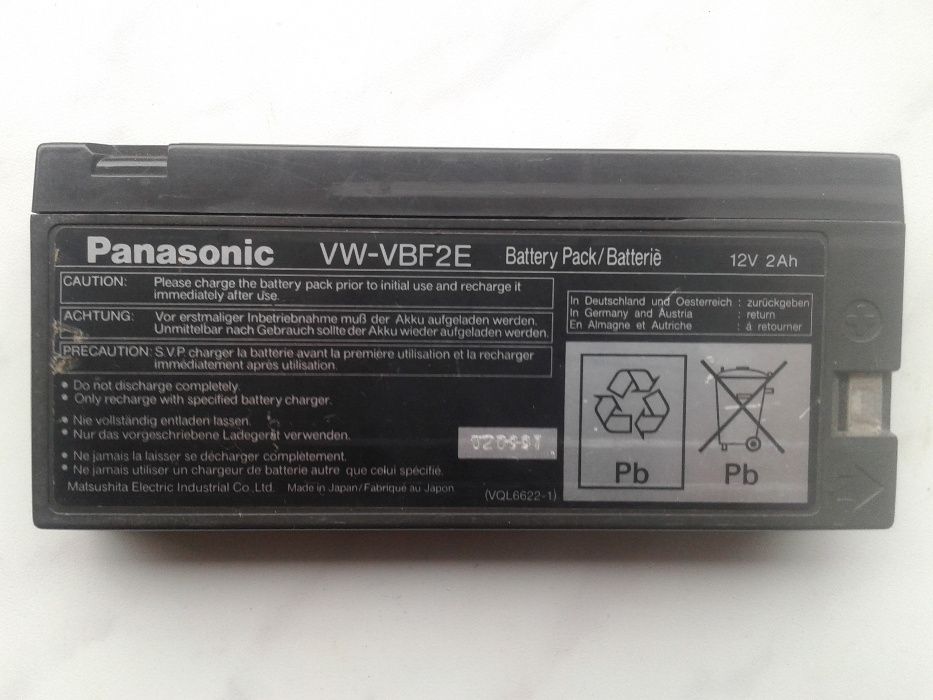 Panasonic VW-VBF2E Battery Pack/Batteriè 12V 2Ah
CAUTION: Please charge the battery pack prior to initial use and recharge it
immediately after use.
ACHTUNG: Vor erstmaliger Inbetriebnahme muß der Akku aufgeladen werden.
Unmittelbar nach Gebrauch sollte der Akku wieder aufgeladen werden.
PRECAUTION: S.V.P. charger la batterie avant la première utilisation et la recharger
immédiatement après utilisation.
• Do not discharge completely.
• Only recharge with specified battery charger.
• Nie vollständig entladen lassen.
• Nur das vorgeschriebene Ladegerät verwenden.
• Ne jamais la laisser se décharger complètement.
• Ne jamais utiliser un chargeur de batterie autre que celui spécifié.
Matsushita Electric Industrial Co.,Ltd. Made in Japan/Fabriqué au Japon
(VQL6622-1)
In Deutschland und Oesterreich : zurückgeben
In Germany and Austria : return
En Almagne et Autriche : à retourner
Pb
Pb